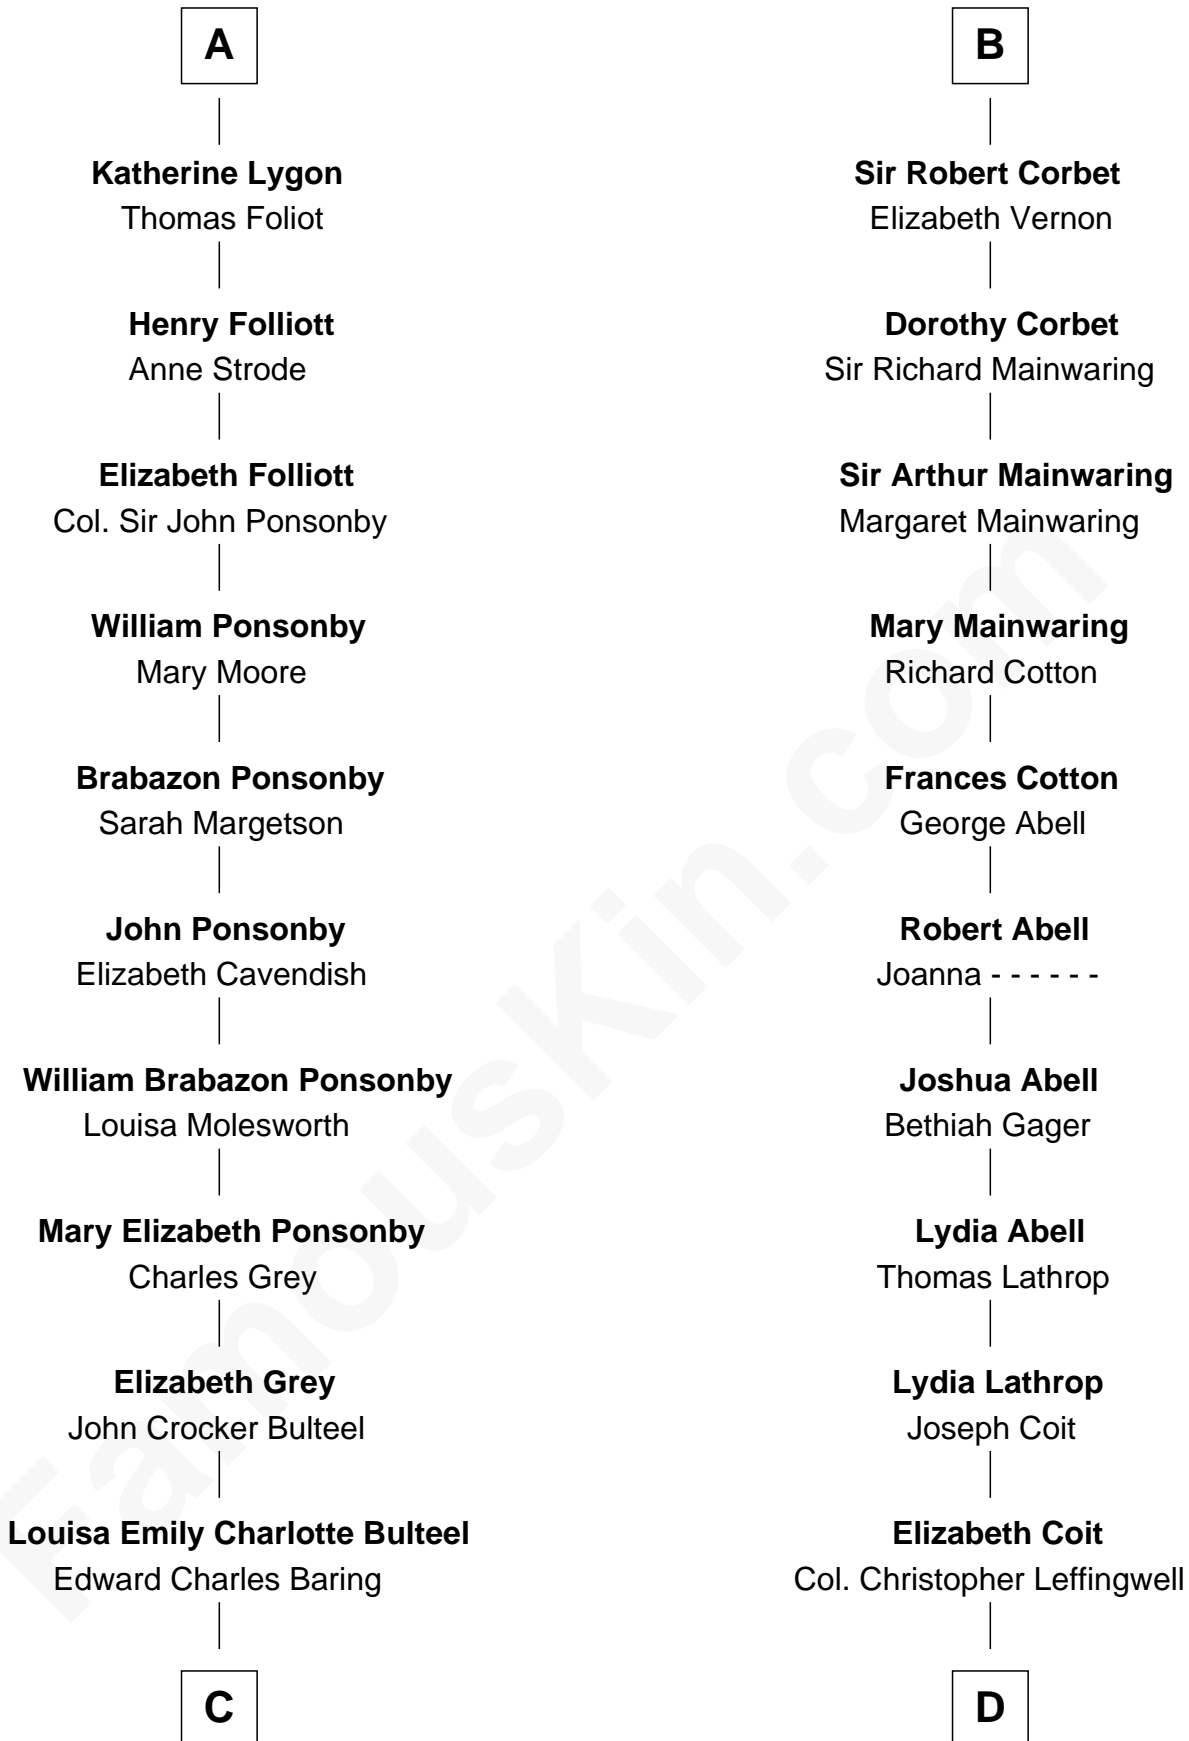 A
Katherine Lygon
Thomas Foliot
Henry Folliott
Anne Strode
Elizabeth Folliott
Col. Sir John Ponsonby
William Ponsonby
Mary Moore
Brabazon Ponsonby
Sarah Margetson
John Ponsonby
Elizabeth Cavendish
William Brabazon Ponsonby
Louisa Molesworth
Mary Elizabeth Ponsonby
Charles Grey
Elizabeth Grey
John Crocker Bulteel
Louisa Emily Charlotte Bulteel
Edward Charles Baring
C
B
Sir Robert Corbet
Elizabeth Vernon
Dorothy Corbet
Sir Richard Mainwaring
Sir Arthur Mainwaring
Margaret Mainwaring
Mary Mainwaring
Richard Cotton
Frances Cotton
George Abell
Robert Abell
Joanna - - - - - -
Joshua Abell
Bethiah Gager
Lydia Abell
Thomas Lathrop
Lydia Lathrop
Joseph Coit
Elizabeth Coit
Col. Christopher Leffingwell
D
FamousKin.com